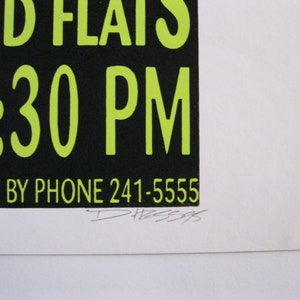 D FLATS
:30 PM
BY PHONE 241-5555